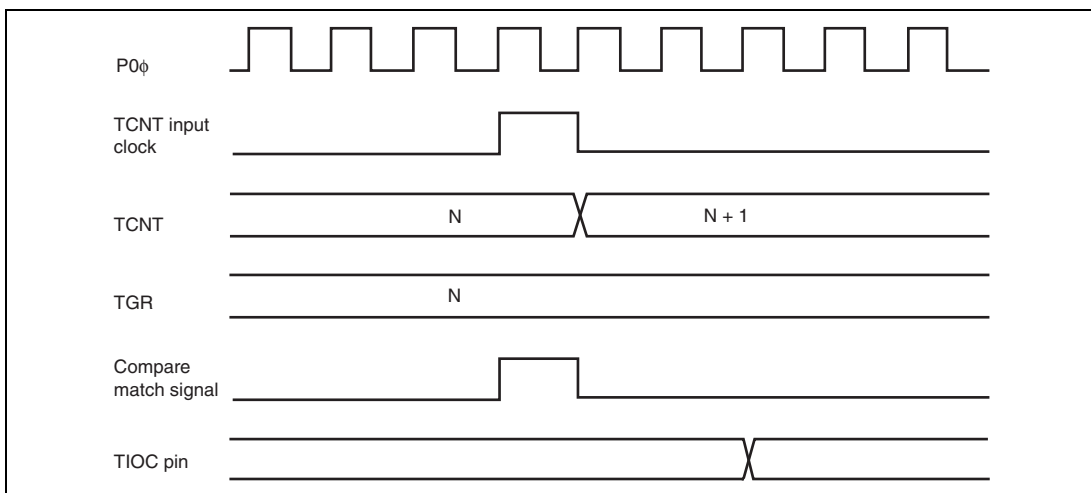 P0ϕ
TCNT input
clock
TCNT
N
N + 1
TGR
N
Compare
match signal
TIOC pin